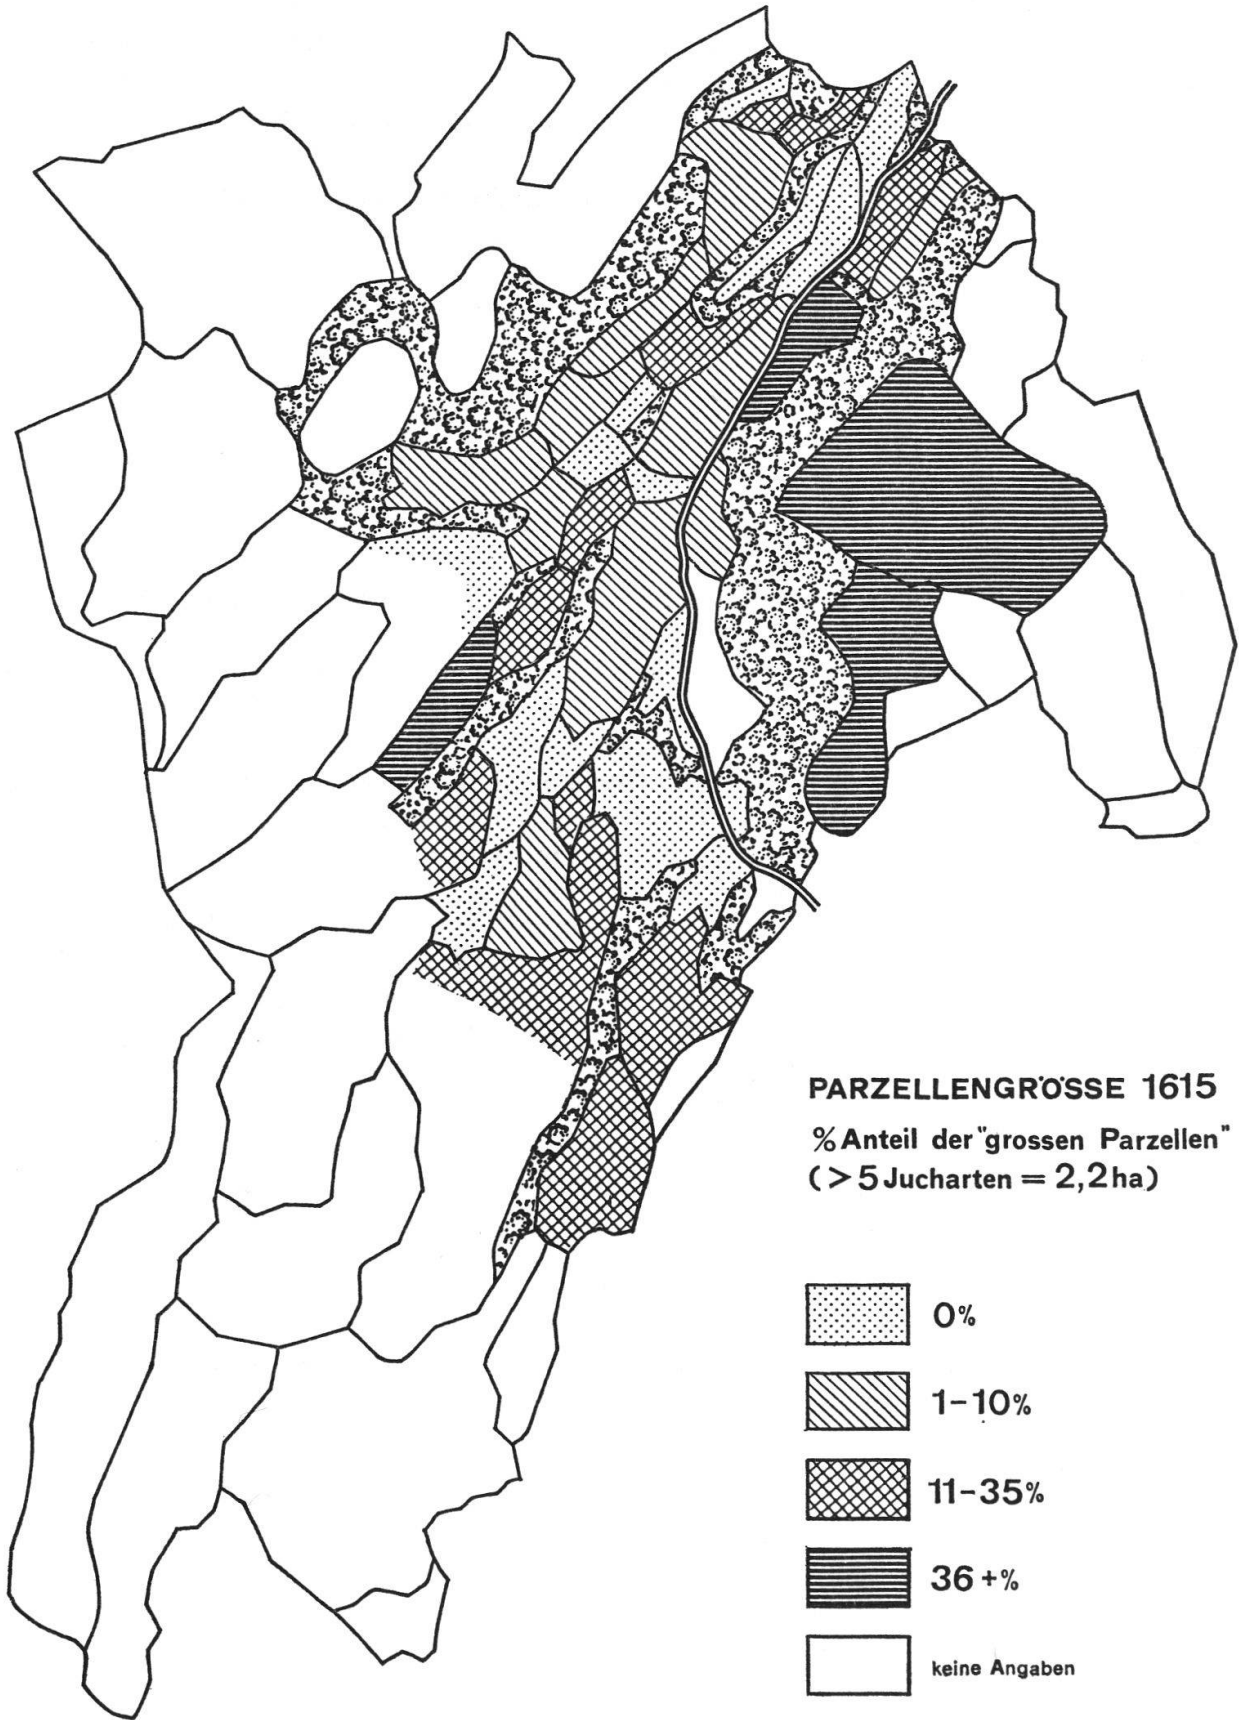 PARZELLENGRÖSSE 1615
% Anteil der "grossen Parzellen"
( > 5 Jucharten = 2,2 ha )
0%
1-10%
11-35%
36 +%
keine Angaben